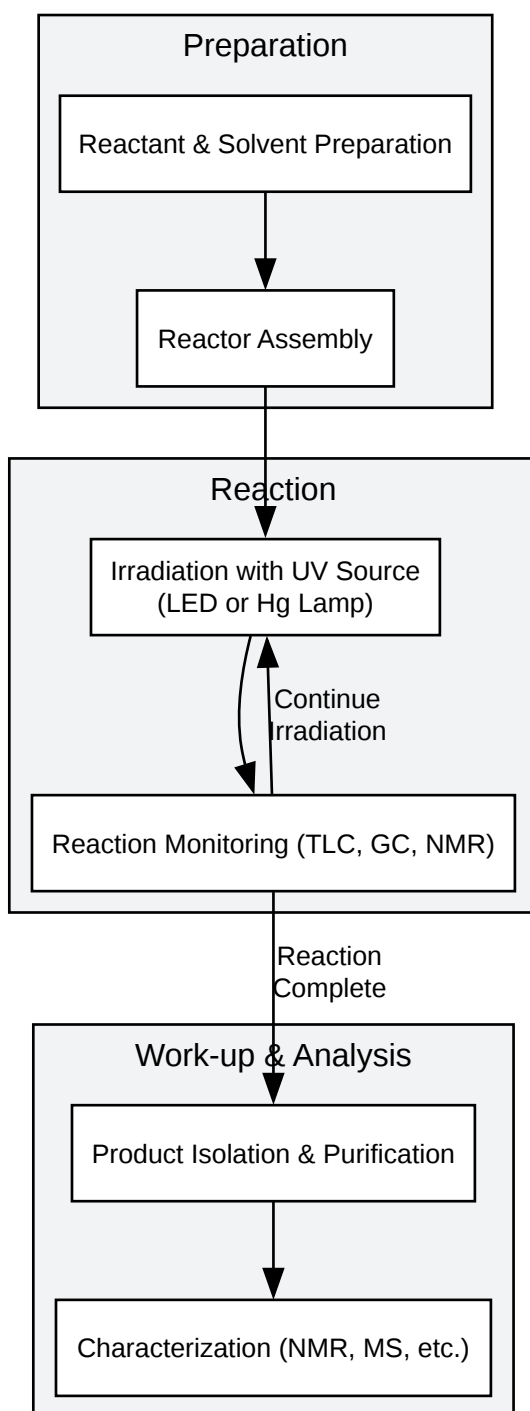 Preparation
Reactant & Solvent Preparation
Reactor Assembly
Reaction
Irradiation with UV Source
(LED or Hg Lamp)
Continue
Irradiation
Reaction Monitoring (TLC, GC, NMR)
Reaction
Complete
Work-up & Analysis
Product Isolation & Purification
Characterization (NMR, MS, etc.)